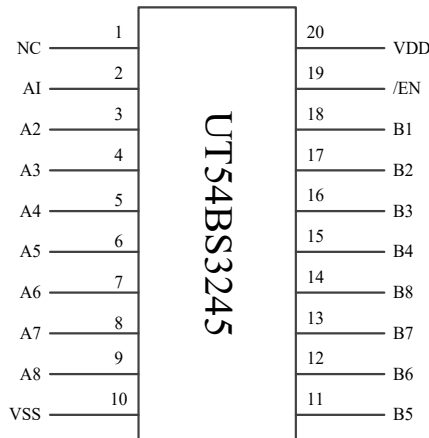 NC 1 20 VDD
AI 2 19 /EN
A2 3 18 B1
A3 4 17 B2
A4 5 16 B3
A5 6 15 B4
A6 7 14 B8
A7 8 13 B7
A8 9 12 B6
VSS 10 11 B5
UT54BS3245